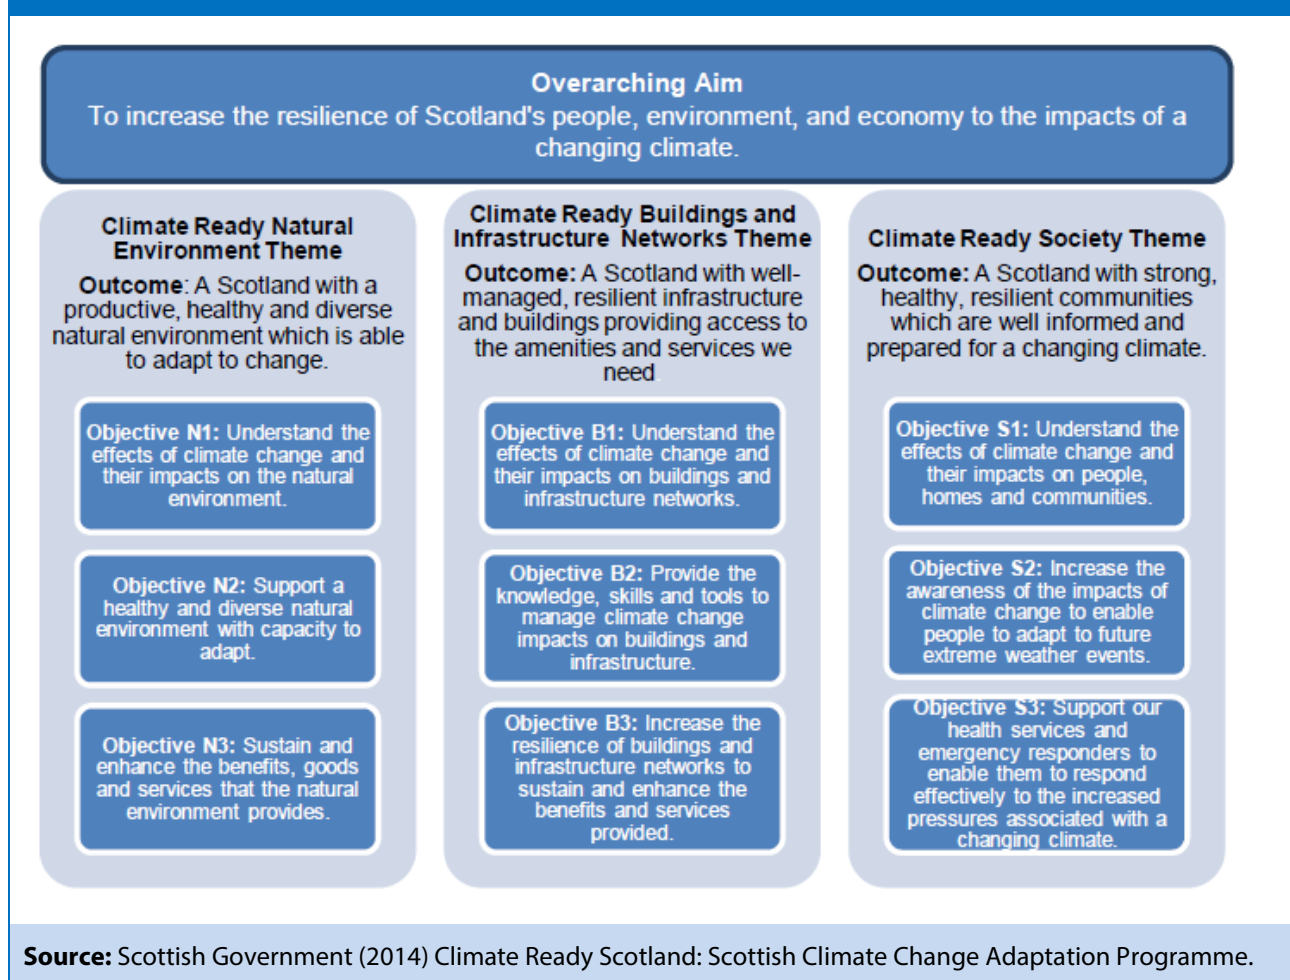 Overarching Aim
To increase the resilience of Scotland's people, environment, and economy to the impacts of a
changing climate.
Climate Ready Natural
Environment Theme
Outcome: A Scotland with a
productive, healthy and diverse
natural environment which is able
to adapt to change.
Objective N1: Understand the
effects of climate change and
their impacts on the natural
environment.
Objective N2: Support a
healthy and diverse natural
environment with capacity to
adapt.
Objective N3: Sustain and
enhance the benefits, goods
and services that the natural
environment provides.
Climate Ready Buildings and
Infrastructure Networks Theme
Outcome: A Scotland with well-
managed, resilient infrastructure
and buildings providing access to
the amenities and services we
need.
Objective B1: Understand the
effects of climate change and
their impacts on buildings and
infrastructure networks.
Objective B2: Provide the
knowledge, skills and tools to
manage climate change
impacts on buildings and
infrastructure.
Objective B3: Increase the
resilience of buildings and
infrastructure networks to
sustain and enhance the
benefits and services
provided.
Climate Ready Society Theme
Outcome: A Scotland with strong,
healthy, resilient communities
which are well informed and
prepared for a changing climate.
Objective S1: Understand the
effects of climate change and
their impacts on people,
homes and communities.
Objective S2: Increase the
awareness of the impacts of
climate change to enable
people to adapt to future
extreme weather events.
Objective S3: Support our
health services and
emergency responders to
enable them to respond
effectively to the increased
pressures associated with a
changing climate.
Source: Scottish Government (2014) Climate Ready Scotland: Scottish Climate Change Adaptation Programme.